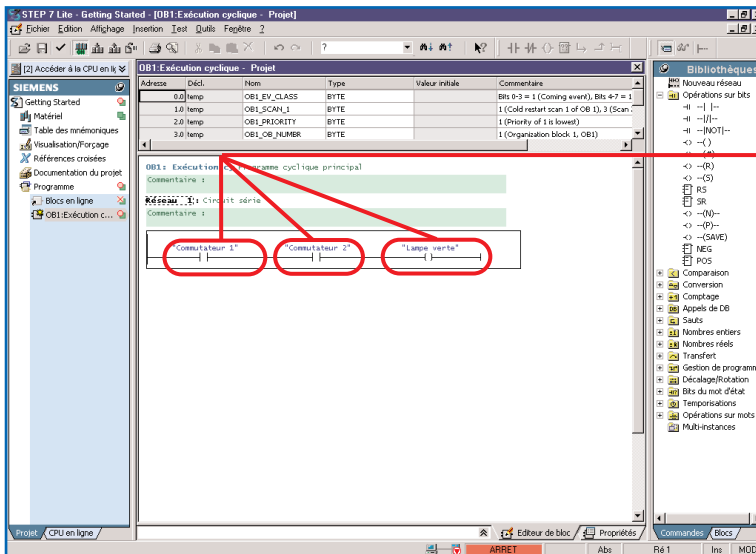 STEP 7 Lite - Getting Started - [OB1:Exécution cyclique - Projet]
Fichier Edition Affichage Insertion Test Outils Fenêtre ?
?
[2] Accéder à la CPU en lig
SIEMENS
Getting Started
Matériel
Table des mnémoniques
Visualisation/Forçage
Références croisées
Documentation du projet
Programme
Blocs en ligne
OB1:Exécution c...
Projet CPU en ligne
OB1:Exécution cyclique - Projet
Adresse Décl. Nom Type Valeur initiale Commentaire
0.0 temp OB1_EV_CLASS BYTE Bits 0-3 = 1 (Coming event), Bits 4-7 = 1
1.0 temp OB1_SCAN_1 BYTE 1 (Cold restart scan 1 of OB 1), 3 (Scan
2.0 temp OB1_PRIORITY BYTE 1 (Priority of 1 is lowest)
3.0 temp OB1_OB_NUMBR BYTE 1 (Organization block 1, OB1)
OB1: Exécution cy Programme cyclique principal
Commentaire :
Réseau 1: Circuit série
Commentaire :
"Commutateur 1" "Commutateur 2" "Lampe verte"
Editeur de bloc Propriétés
Bibliothèques
Nouveau réseau
Opérations sur bits
--| |--
--|/|--
--|NOT|--
--( )
--(#)
--(R)
--(S)
RS
SR
--(N)--
--(P)--
--(SAVE)
NEG
POS
Comparaison
Conversion
Comptage
Appels de DB
Sauts
Nombres entiers
Nombres réels
Transfert
Gestion de programm
Décalage/Rotation
Bits du mot d'état
Temporisations
Opérations sur mots
Multi-instances
Commandes Blocs
ARRET Abs Ré 1 Ins MOD